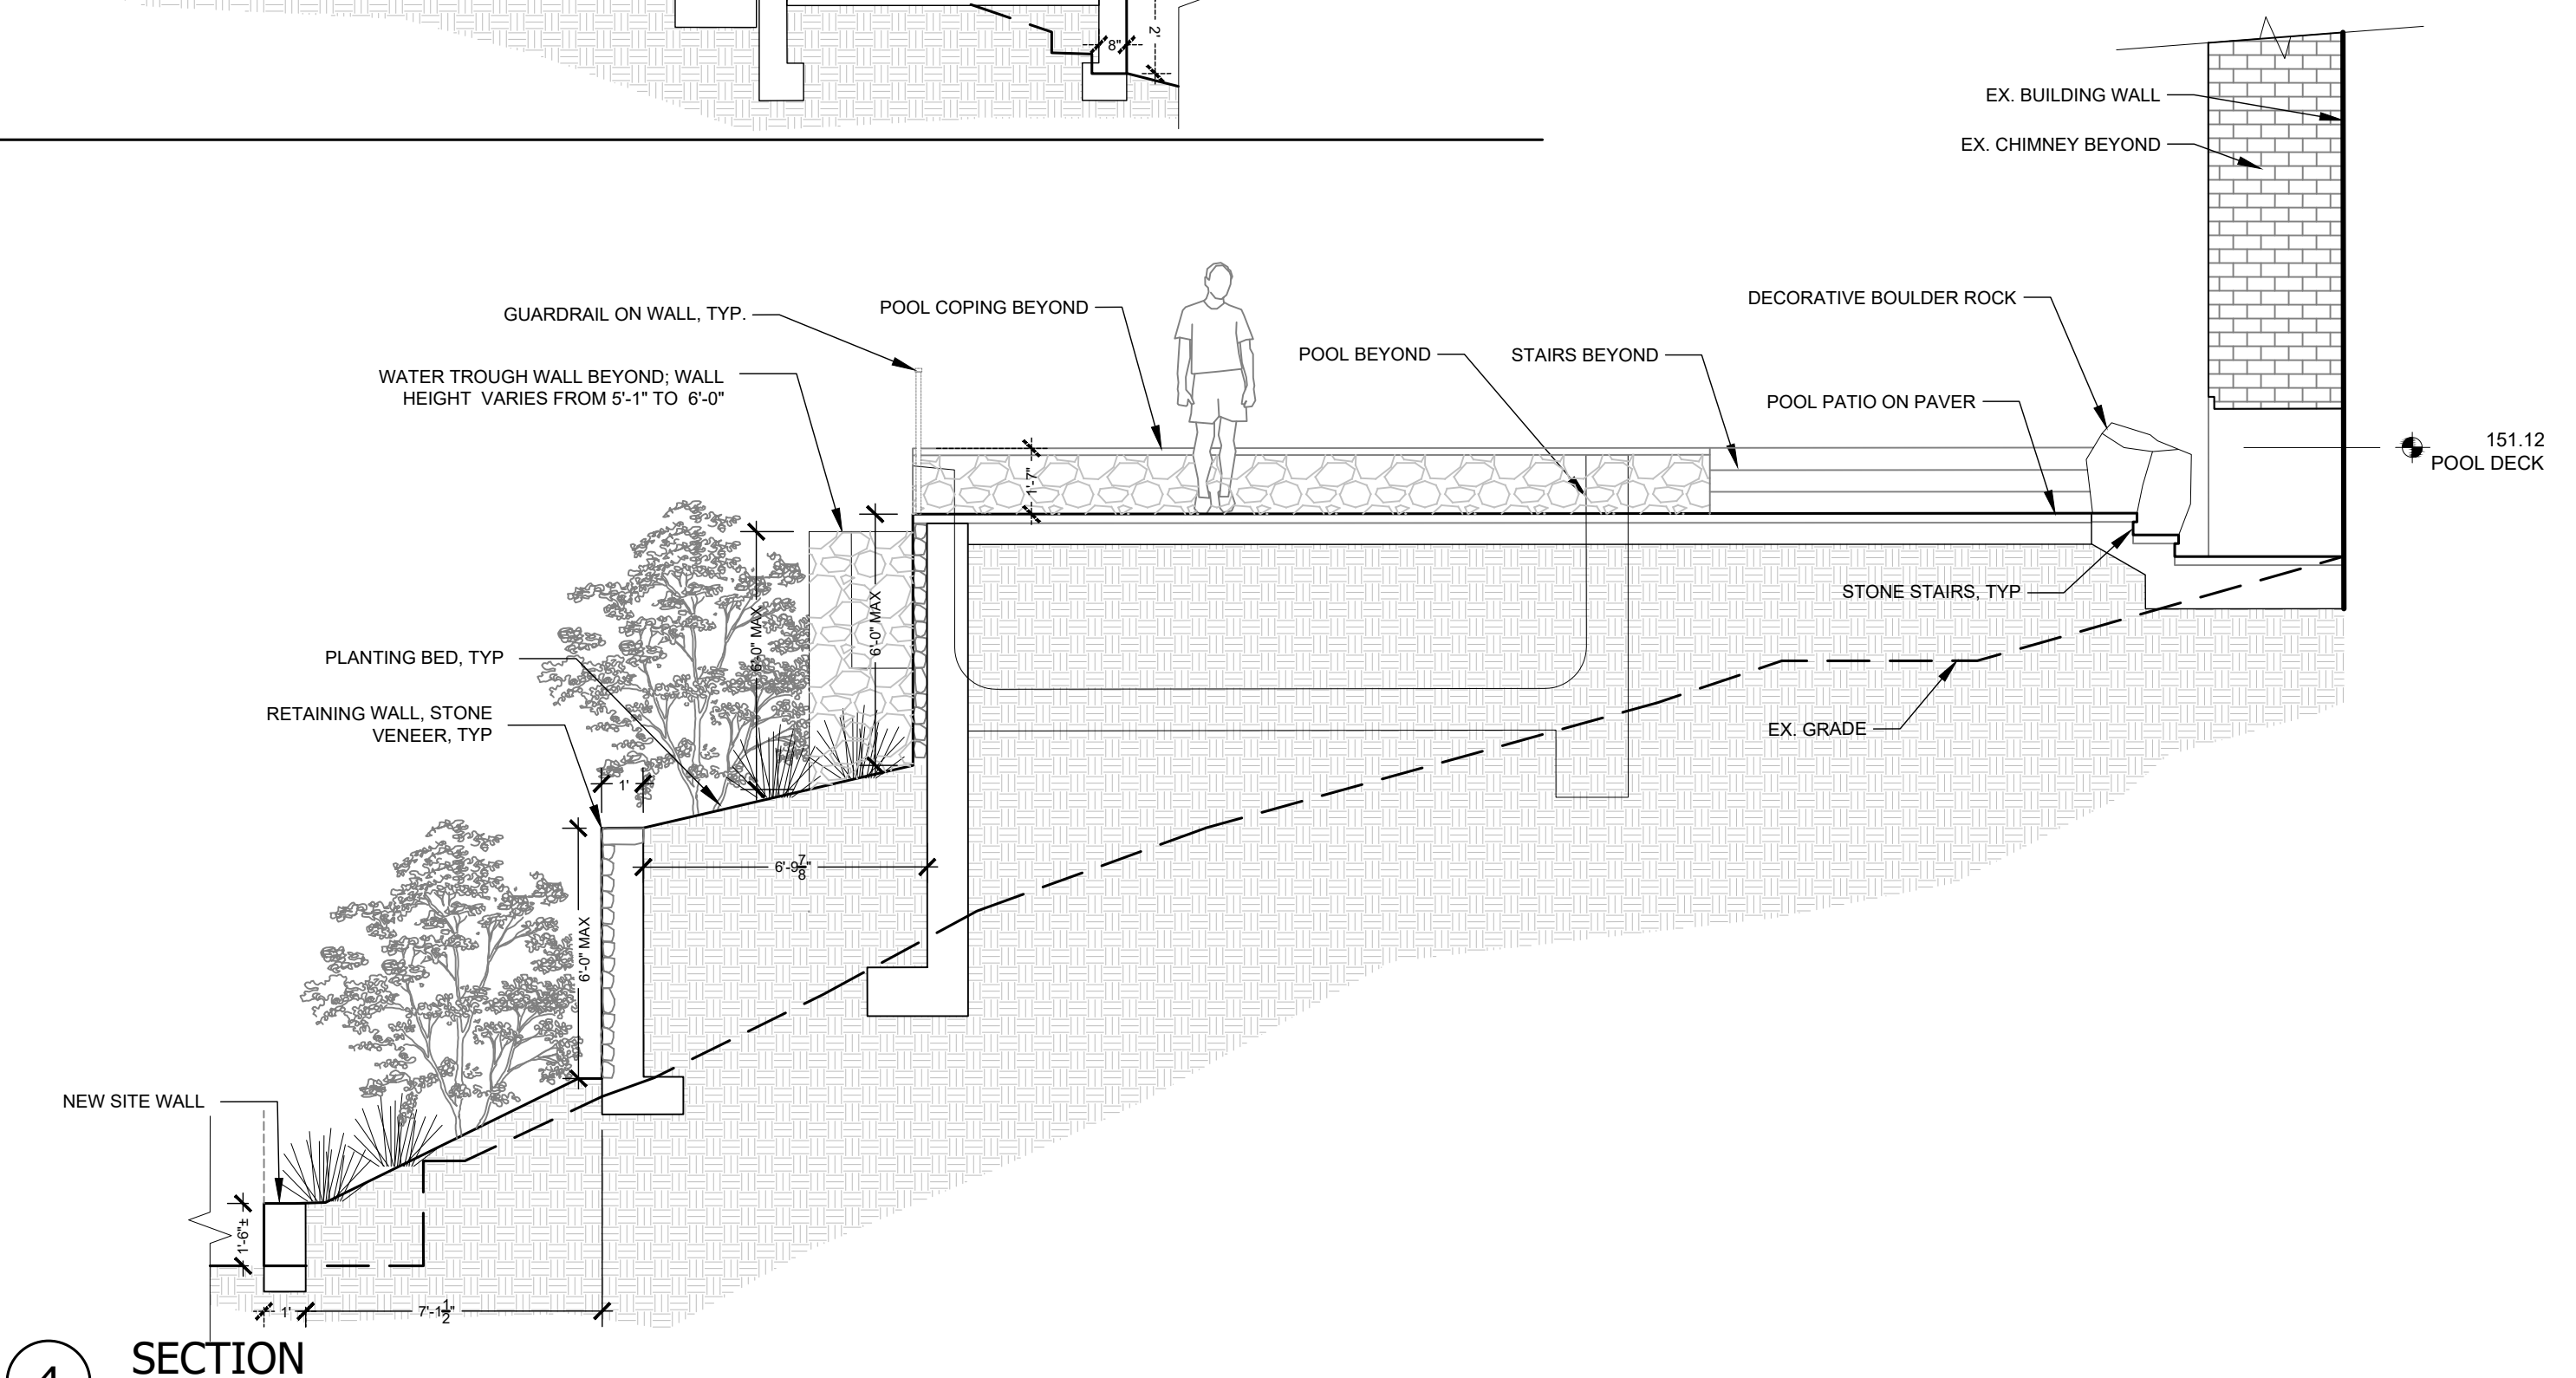 8"
2'
EX. BUILDING WALL
EX. CHIMNEY BEYOND
DECORATIVE BOULDER ROCK
GUARDRAIL ON WALL, TYP.
POOL COPING BEYOND
POOL BEYOND
STAIRS BEYOND
WATER TROUGH WALL BEYOND; WALL
HEIGHT VARIES FROM 5'-1" TO 6'-0"
POOL PATIO ON PAVER
151.12
POOL DECK
1'-7"
STONE STAIRS, TYP
6'-0" MAX
6'-0" MAX
PLANTING BED, TYP
RETAINING WALL, STONE
VENEER, TYP
EX. GRADE
1'
6'-9 7/8"
6'-0" MAX
NEW SITE WALL
1'-6"±
1'
7'-1 1/2"
4
SECTION